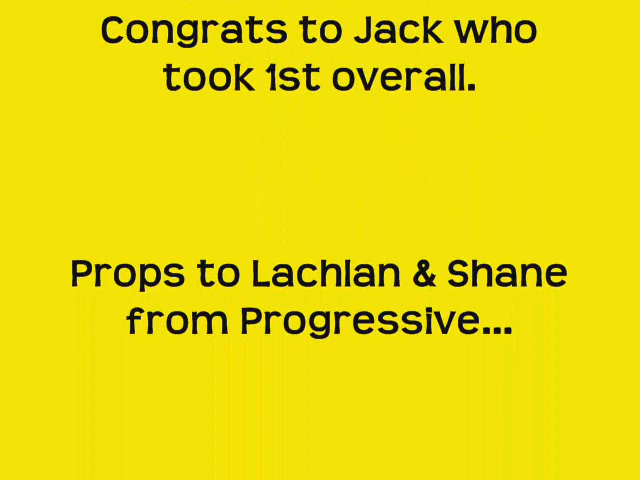 Congrats to Jack who
took 1st overall.
Props to Lachlan & Shane
from Progressive...